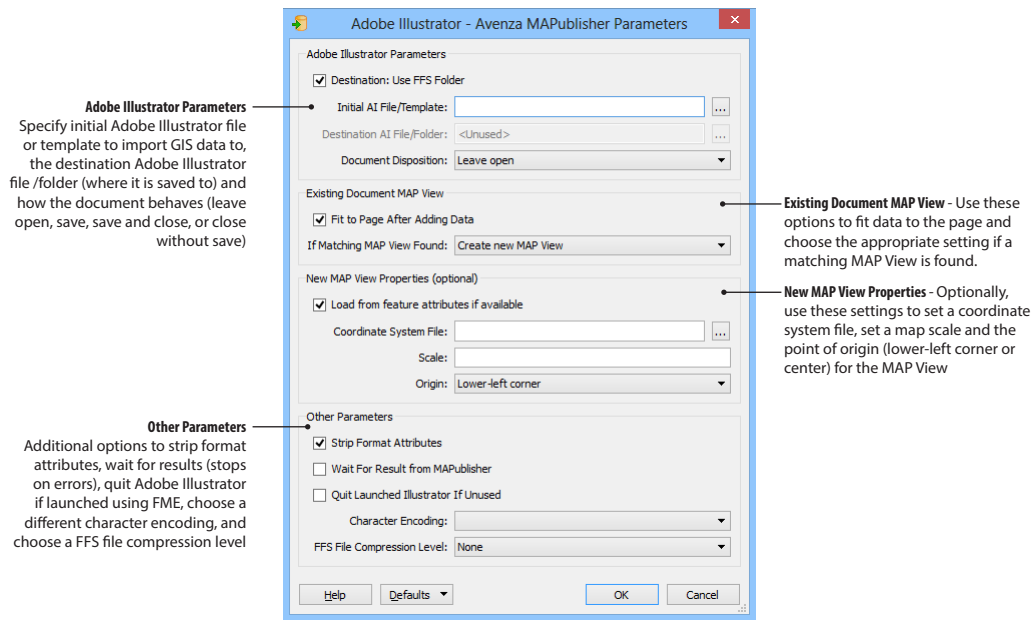 Adobe Illustrator - Avenza MAPublisher Parameters
Adobe Illustrator Parameters
Destination: Use FFS Folder
Initial AI File/Template:
...
Destination AI File/Folder: <Unused>
...
Document Disposition: Leave open
Existing Document MAP View
Fit to Page After Adding Data
If Matching MAP View Found: Create new MAP View
New MAP View Properties (optional)
Load from feature attributes if available
Coordinate System File:
...
Scale:
Origin: Lower-left corner
Other Parameters
Strip Format Attributes
Wait For Result from MAPublisher
Quit Launched Illustrator If Unused
Character Encoding:
FFS File Compression Level: None
Help
Defaults
OK
Cancel
Adobe Illustrator Parameters
Specify initial Adobe Illustrator file
or template to import GIS data to,
the destination Adobe Illustrator
file /folder (where it is saved to) and
how the document behaves (leave
open, save, save and close, or close
without save)
Other Parameters
Additional options to strip format
attributes, wait for results (stops
on errors), quit Adobe Illustrator
if launched using FME, choose a
different character encoding, and
choose a FFS file compression level
Existing Document MAP View - Use these
options to fit data to the page and
choose the appropriate setting if a
matching MAP View is found.
New MAP View Properties - Optionally,
use these settings to set a coordinate
system file, set a map scale and the
point of origin (lower-left corner or
center) for the MAP View